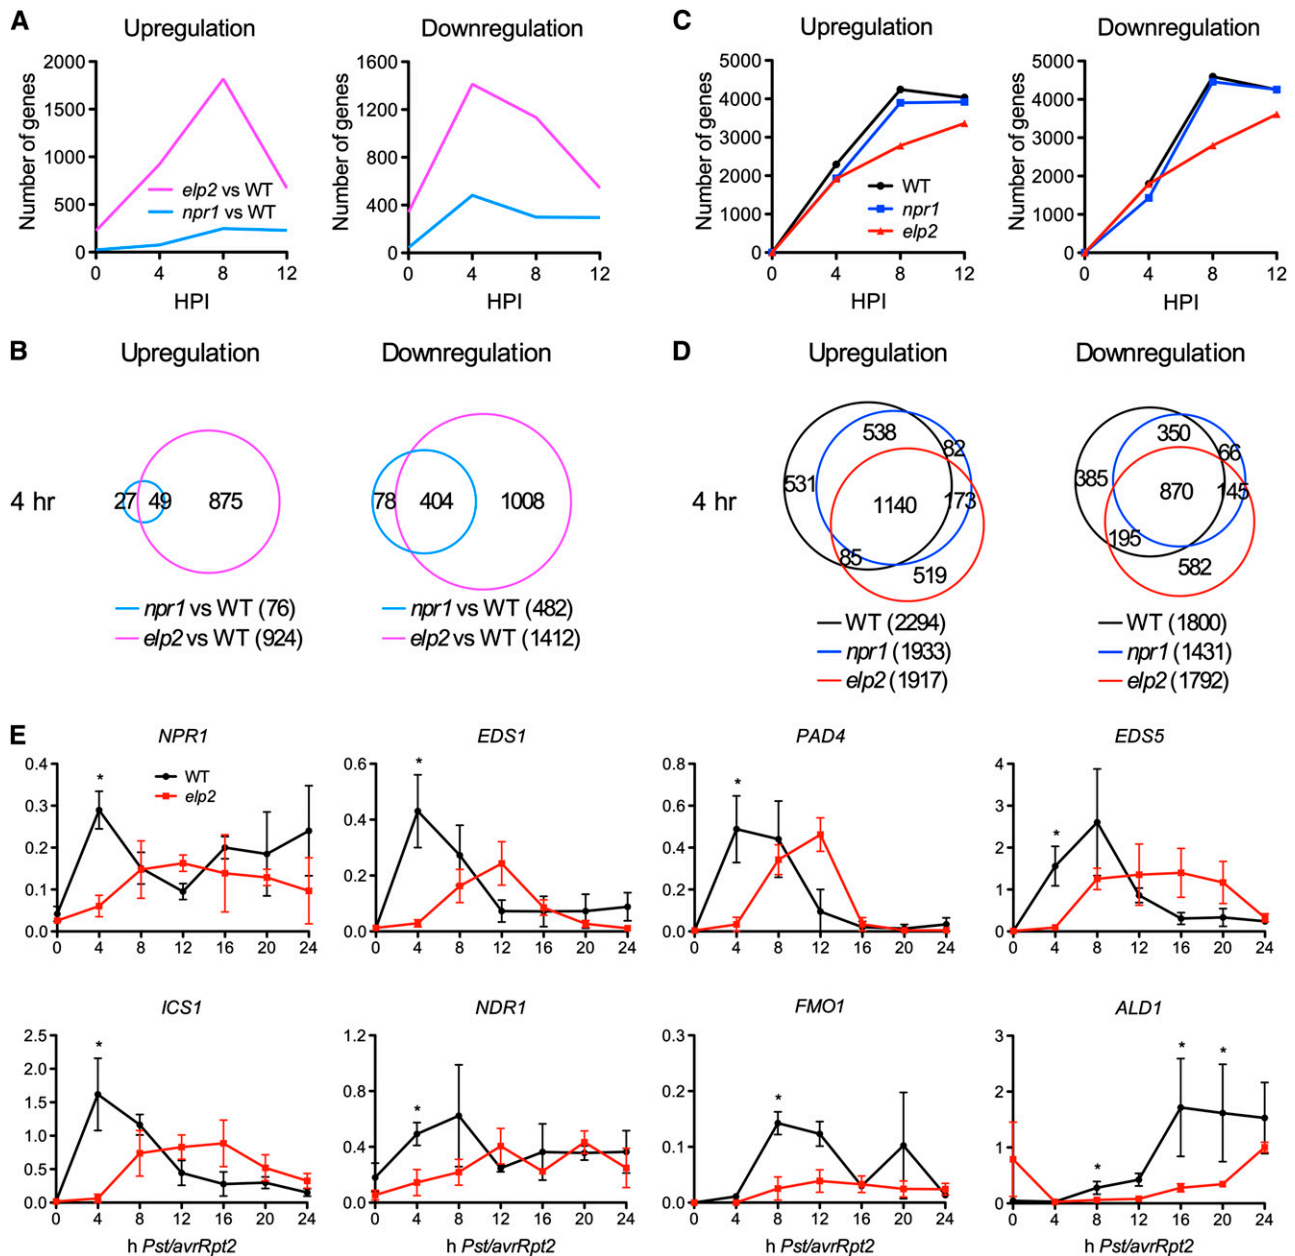 A
Upregulation
Downregulation
Number of genes
2000
1500
1000
500
0
elp2 vs WT
npr1 vs WT
0 4 8 12
HPI
Number of genes
1600
1200
800
400
0
0 4 8 12
HPI
C
Upregulation
Downregulation
Number of genes
5000
4000
3000
2000
1000
0
WT
npr1
elp2
0 4 8 12
HPI
Number of genes
5000
4000
3000
2000
1000
0
0 4 8 12
HPI
B
Upregulation
Downregulation
4 hr
27 49 875
npr1 vs WT (76)
elp2 vs WT (924)
78 404 1008
npr1 vs WT (482)
elp2 vs WT (1412)
D
Upregulation
Downregulation
4 hr
538
82
531
1140
173
85
519
WT (2294)
npr1 (1933)
elp2 (1917)
350
66
385
870
145
195
582
WT (1800)
npr1 (1431)
elp2 (1792)
E
NPR1
0.4
0.3
0.2
0.1
0.0
*
WT
elp2
0 4 8 12 16 20 24
EDS1
0.6
0.4
0.2
0.0
*
0 4 8 12 16 20 24
PAD4
0.8
0.6
0.4
0.2
0.0
*
0 4 8 12 16 20 24
EDS5
4
3
2
1
0
*
0 4 8 12 16 20 24
ICS1
2.5
2.0
1.5
1.0
0.5
0.0
*
0 4 8 12 16 20 24
h Pst/avrRpt2
NDR1
1.2
0.8
0.4
0.0
*
0 4 8 12 16 20 24
h Pst/avrRpt2
FMO1
0.3
0.2
0.1
0.0
*
0 4 8 12 16 20 24
h Pst/avrRpt2
ALD1
3
2
1
0
* * *
0 4 8 12 16 20 24
h Pst/avrRpt2